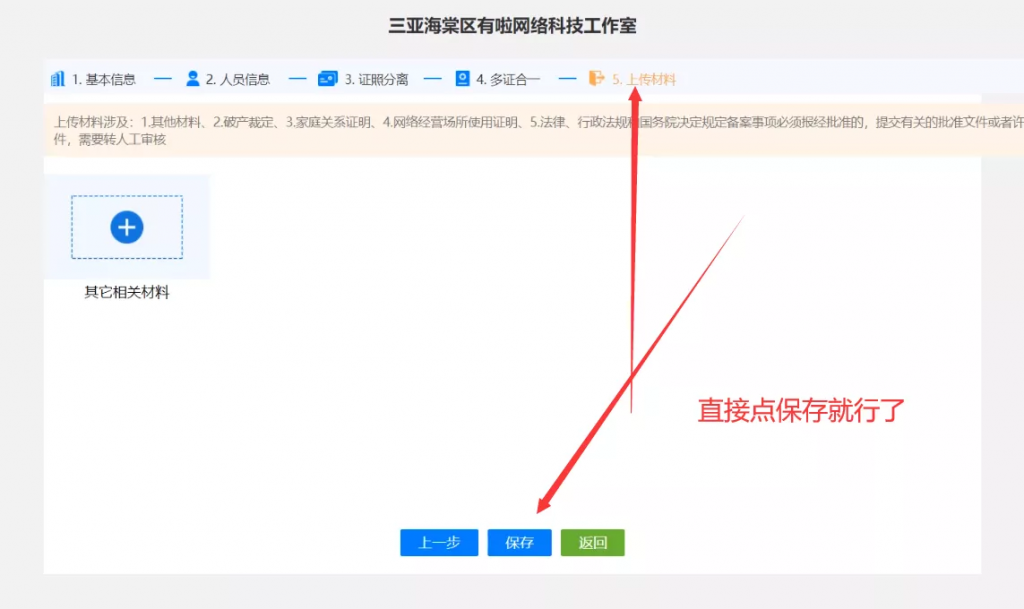 三亚海棠区有啦网络科技工作室
1. 基本信息 2. 人员信息 3. 证照分离 4. 多证合一 5. 上传材料
上传材料涉及：1.其他材料、2.破产裁定、3.家庭关系证明、4.网络经营场所使用证明、5.法律、行政法规 国务院决定规定备案事项必须报经批准的，提交有关的批准文件或者许
件，需要转人工审核
其它相关材料
直接点保存就行了
上一步 保存 返回